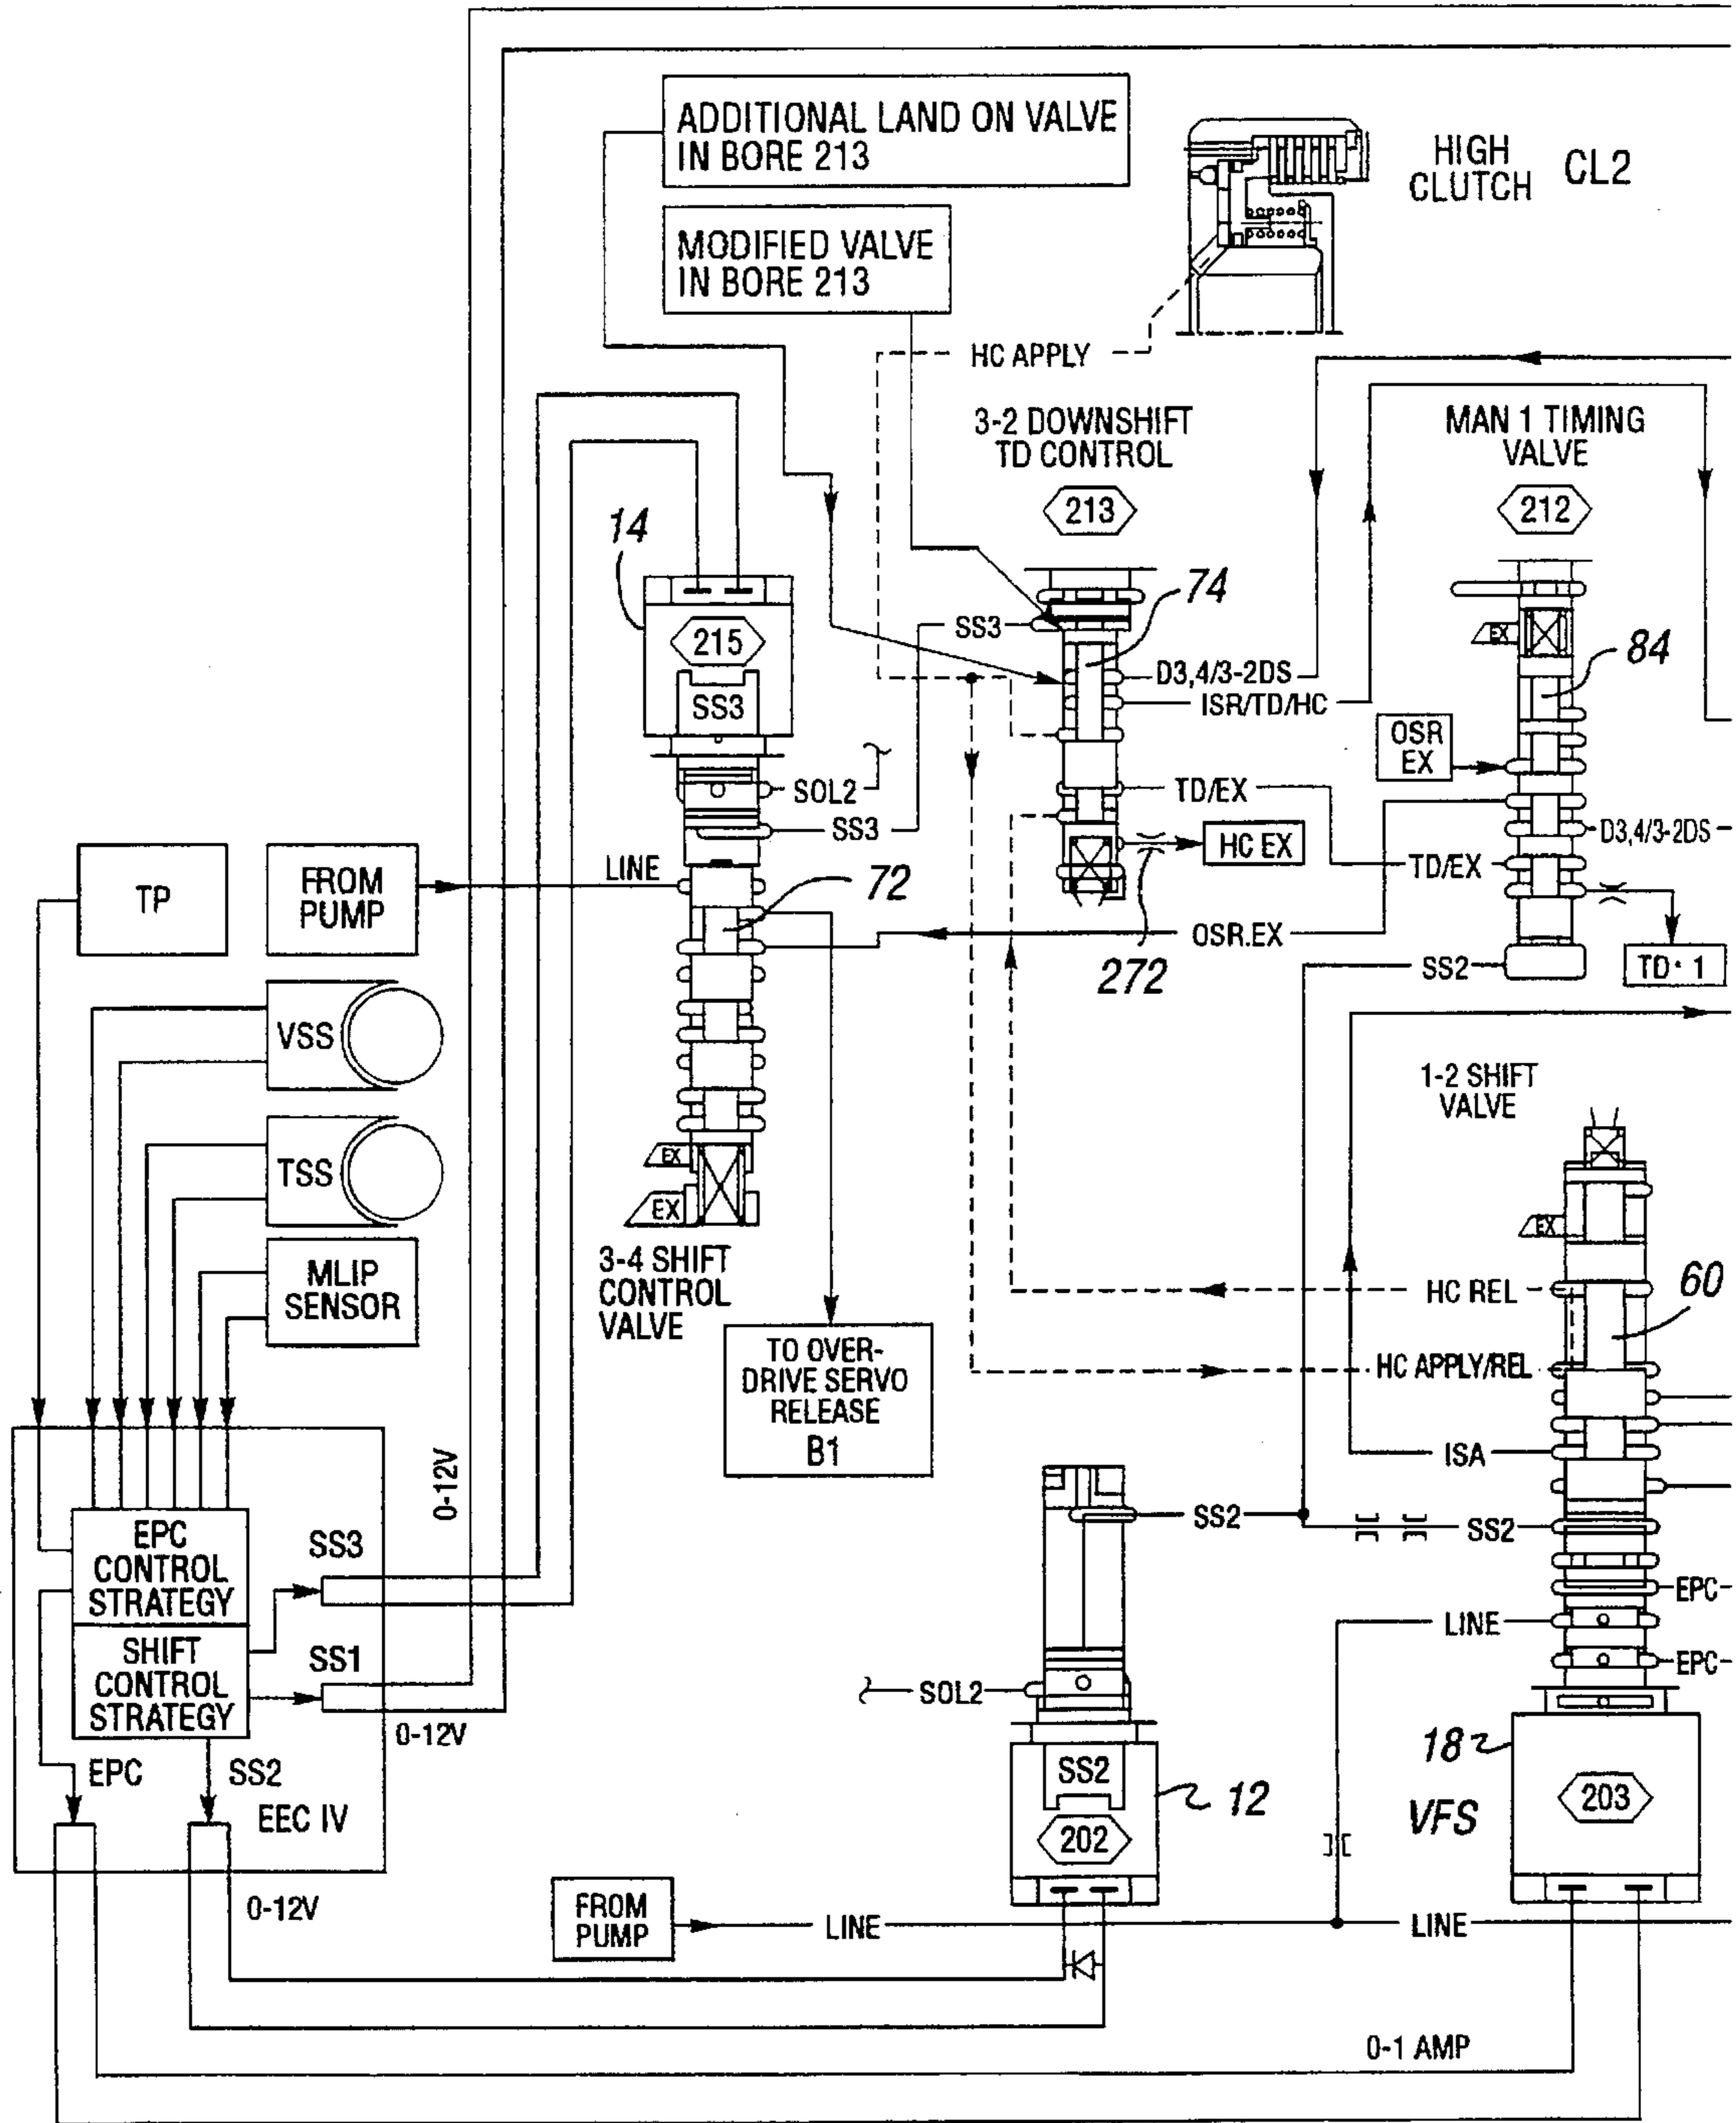 ADDITIONAL LAND ON VALVE
IN BORE 213
HIGH
CLUTCH
CL2
MODIFIED VALVE
IN BORE 213
HC APPLY
3-2 DOWNSHIFT
TD CONTROL
MAN 1 TIMING
VALVE
213
212
14
74
215
SS3
SS3
D3,4/3-2DS
ISR/TD/HC
EX
84
OSR
EX
SOL2
SS3
TD/EX
D3,4/3-2DS
HC EX
TD/EX
TP
FROM
PUMP
LINE
72
OSR.EX
272
SS2
TD·1
VSS
1-2 SHIFT
VALVE
TSS
EX
EX
EX
MLIP
SENSOR
3-4 SHIFT
CONTROL
VALVE
HC REL
60
TO OVER-
DRIVE SERVO
RELEASE
B1
HC APPLY/REL
ISA
0-12V
EPC
CONTROL
STRATEGY
SS3
SS2
SS2
EPC
LINE
SHIFT
CONTROL
STRATEGY
SS1
EPC
SOL2
0-12V
EPC
SS2
EEC IV
SS2
12
202
18
VFS
203
0-12V
FROM
PUMP
LINE
LINE
0-1 AMP